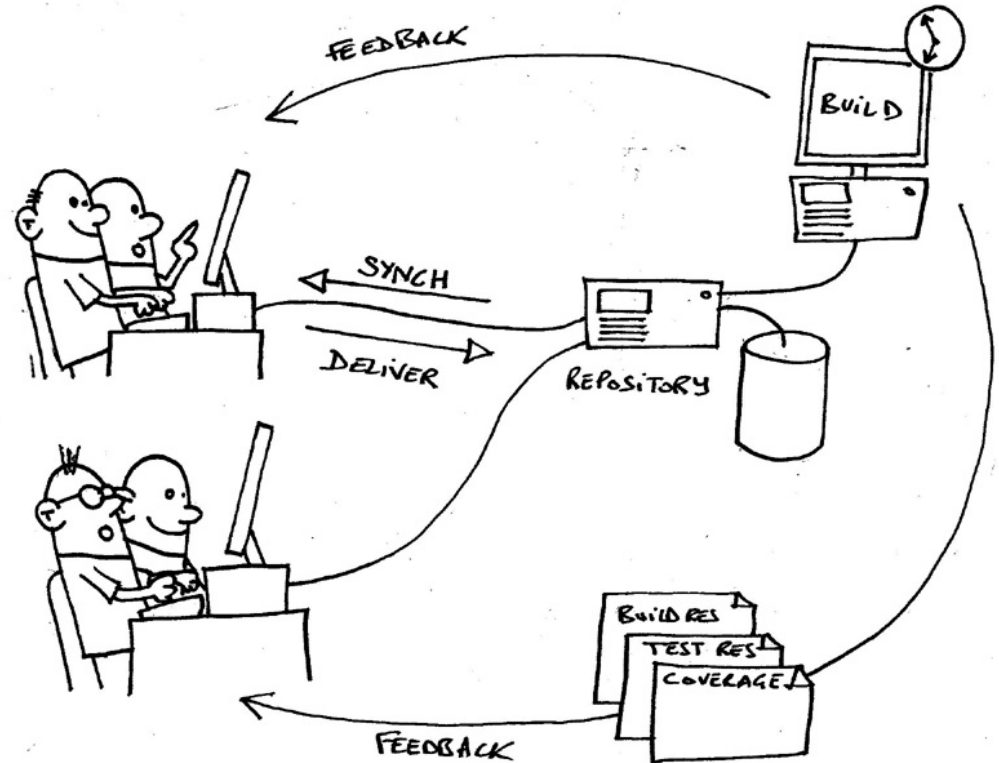 FEEDBACK
BUILD
SYNCH
DELIVER
REPOSITORY
BUILD RES
TEST RES
COVERAGE
FEEDBACK